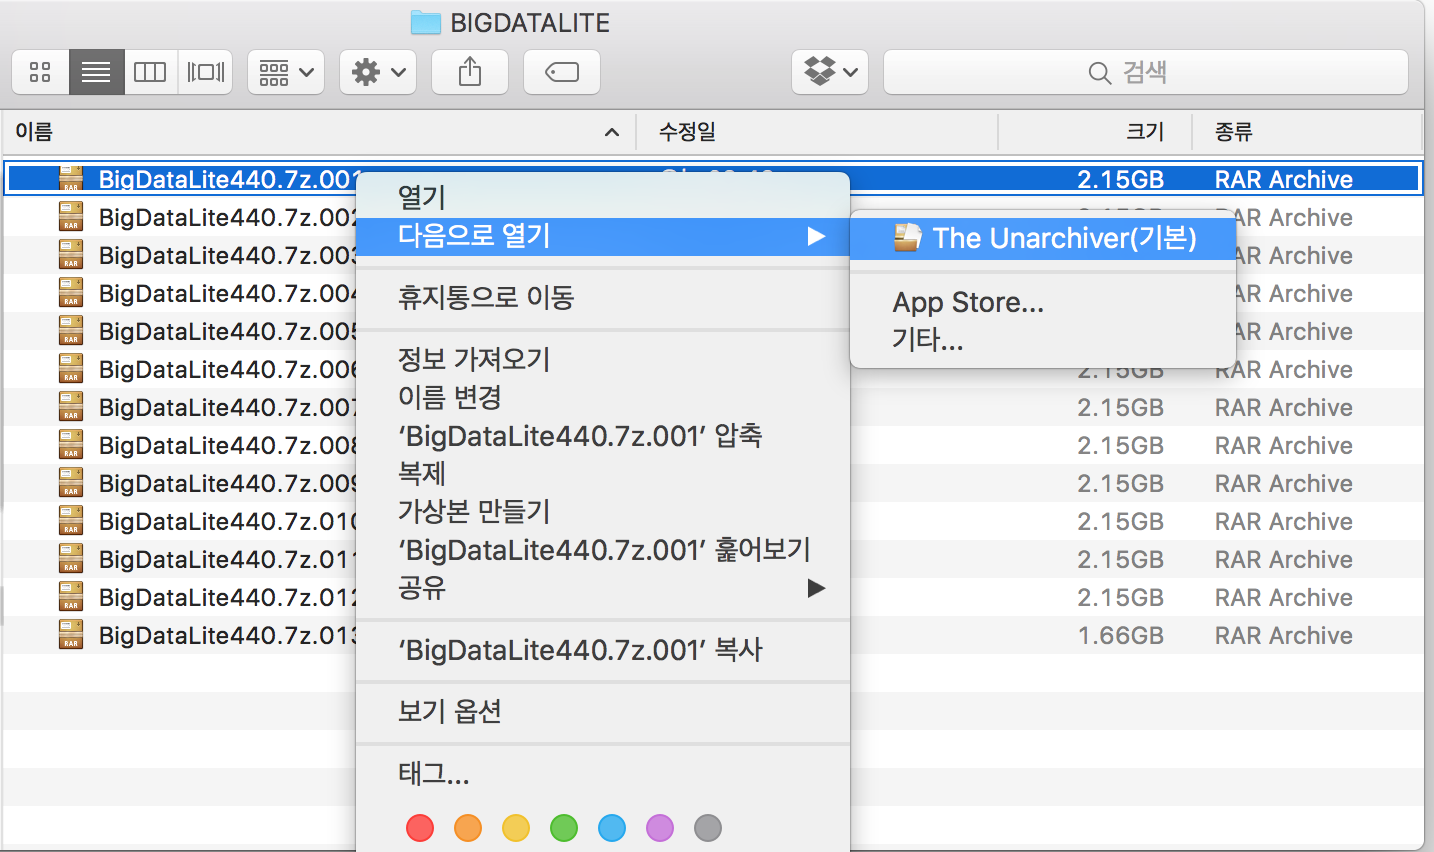 BIGDATALITE
검색
이름 수정일 크기 종류
BigDataLite440.7z.001 2.15GB RAR Archive
BigDataLite440.7z.002 RAR Archive
BigDataLite440.7z.003 RAR Archive
BigDataLite440.7z.004 RAR Archive
BigDataLite440.7z.005 RAR Archive
BigDataLite440.7z.006 2.15GB RAR Archive
BigDataLite440.7z.007 2.15GB RAR Archive
BigDataLite440.7z.008 2.15GB RAR Archive
BigDataLite440.7z.009 2.15GB RAR Archive
BigDataLite440.7z.010 2.15GB RAR Archive
BigDataLite440.7z.011 2.15GB RAR Archive
BigDataLite440.7z.012 2.15GB RAR Archive
BigDataLite440.7z.013 1.66GB RAR Archive
열기
다음으로 열기
휴지통으로 이동
정보 가져오기
이름 변경
‘BigDataLite440.7z.001’ 압축
복제
가상본 만들기
‘BigDataLite440.7z.001’ 훑어보기
공유
‘BigDataLite440.7z.001’ 복사
보기 옵션
태그...
The Unarchiver(기본)
App Store...
기타...